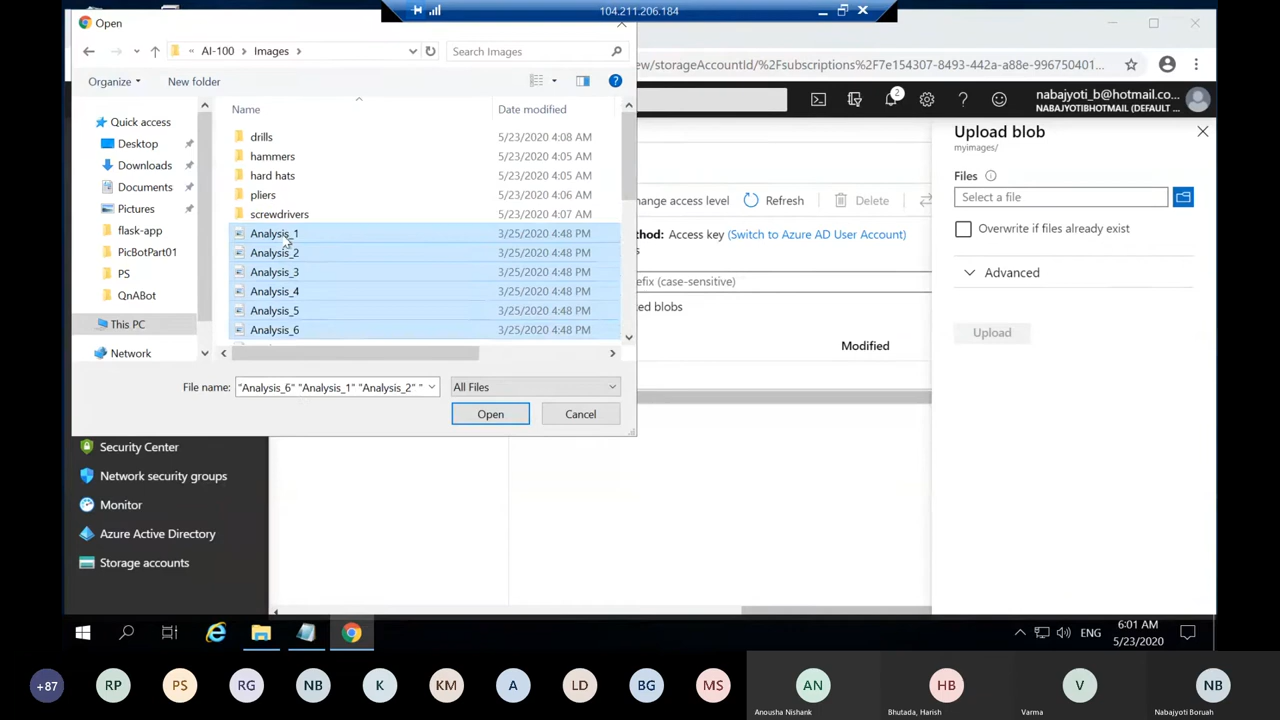 104.211.206.184
Open
« AI-100 > Images >
Search Images
Organize
New folder
Name
Date modified
Quick access
Desktop
Downloads
Documents
Pictures
flask-app
PicBotPart01
PS
QnABot
This PC
Network
drills 5/23/2020 4:08 AM
hammers 5/23/2020 4:05 AM
hard hats 5/23/2020 4:05 AM
pliers 5/23/2020 4:06 AM
screwdrivers 5/23/2020 4:07 AM
Analysis_1 3/25/2020 4:48 PM
Analysis_2 3/25/2020 4:48 PM
Analysis_3 3/25/2020 4:48 PM
Analysis_4 3/25/2020 4:48 PM
Analysis_5 3/25/2020 4:48 PM
Analysis_6 3/25/2020 4:48 PM
File name: "Analysis_6" "Analysis_1" "Analysis_2" "
All Files
Open
Cancel
ew/storageAccountId/%2Fsubscriptions%2F7e154307-8493-442a-a88e-996750401...
2
nabajyoti_b@hotmail.co...
NABAJYOTIBHOTMAIL (DEFAULT ...
hange access level
Refresh
Delete
thod: Access key (Switch to Azure AD User Account)
s
efix (case-sensitive)
ted blobs
Modified
Upload blob
myimages/
Files
Select a file
Overwrite if files already exist
Advanced
Upload
Security Center
Network security groups
Monitor
Azure Active Directory
Storage accounts
ENG
6:01 AM
5/23/2020
+87
RP
PS
RG
NB
K
KM
A
LD
BG
MS
AN
HB
V
NB
Anousha Nishank
Bhutada, Harish
Varma
Nabajyoti Boruah